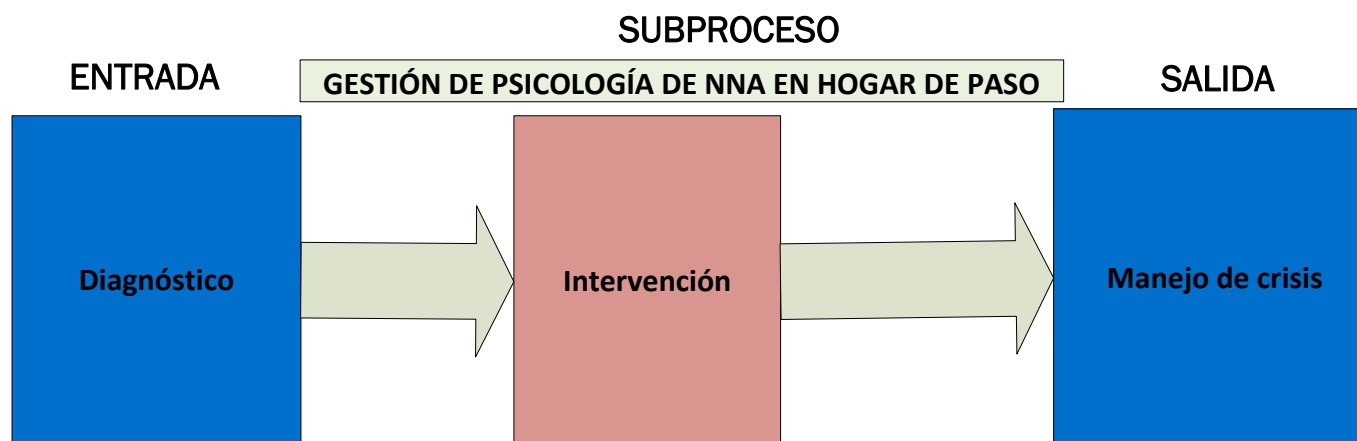 SUBPROCESO
ENTRADA
GESTIÓN DE PSICOLOGÍA DE NNA EN HOGAR DE PASO
SALIDA
Diagnóstico
Intervención
Manejo de crisis